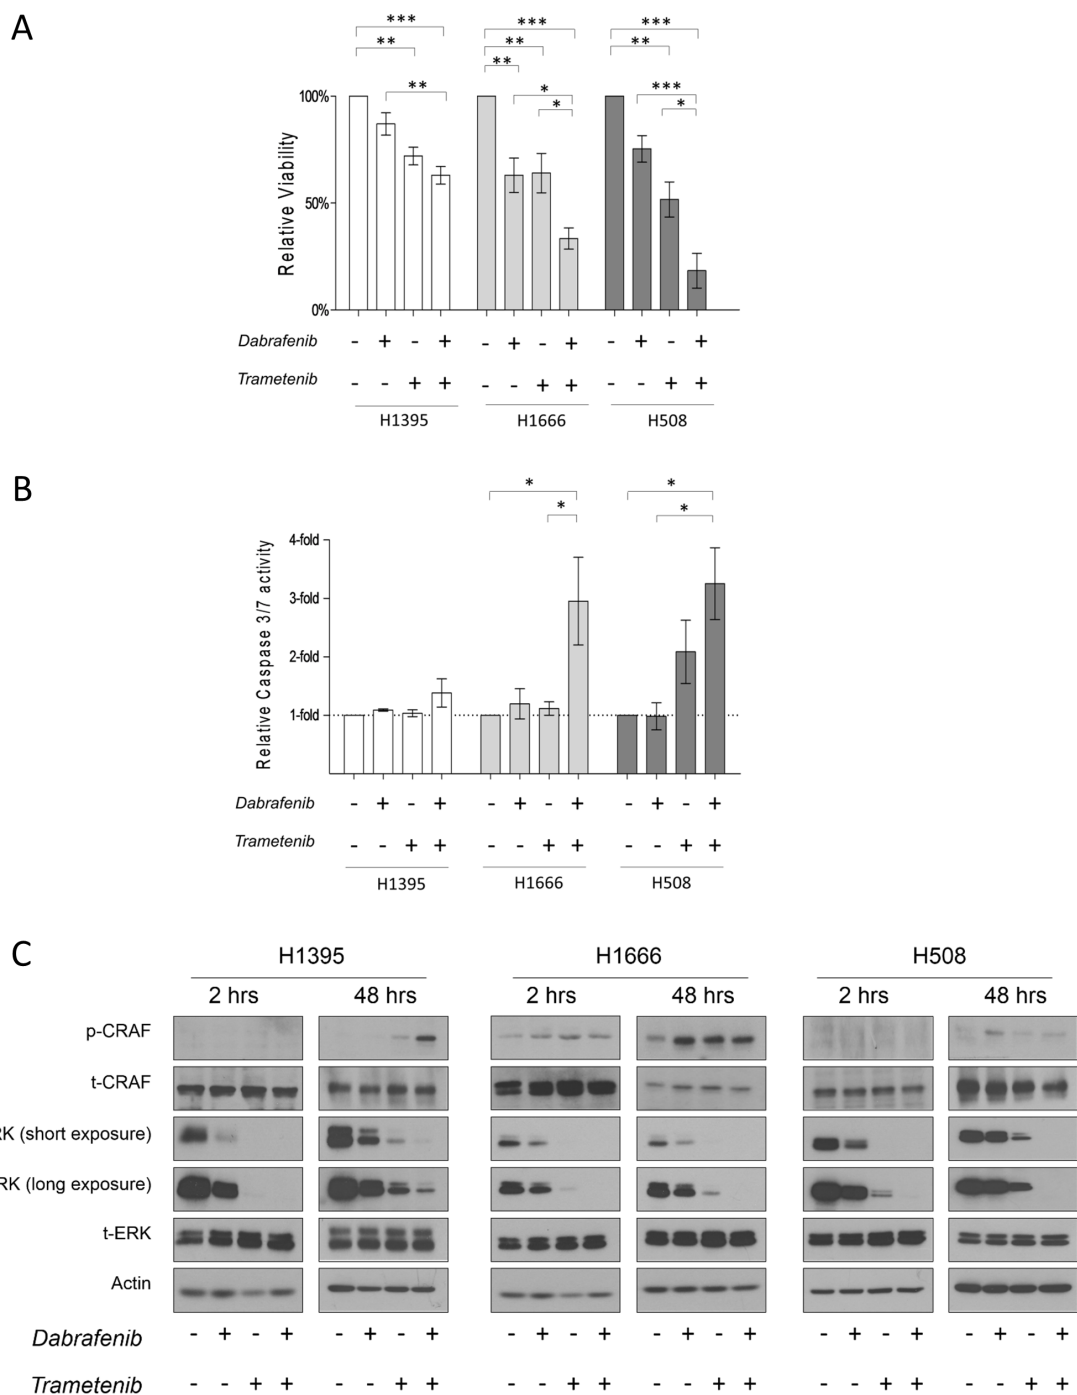 A
*** *** ***
** ** **
**
** * ***
* *
100%
50%
0%
Relative Viability
Dabrafenib - + - + - + - + - + - +
Trametenib - - + + - - + + - - + +
H1395 H1666 H508
B
* *
* *
4-fold
3-fold
2-fold
1-fold
Relative Caspase 3/7 activity
Dabrafenib - + - + - + - + - + - +
Trametenib - - + + - - + + - - + +
H1395 H1666 H508
C
H1395 H1666 H508
2 hrs 48 hrs 2 hrs 48 hrs 2 hrs 48 hrs
p-CRAF
t-CRAF
RK (short exposure)
RK (long exposure)
t-ERK
Actin
Dabrafenib - + - + - + - + - + - + - + - + - + - + - + - +
Trametenib - - + + - - + + - - + + - - + + - - + + - - + +